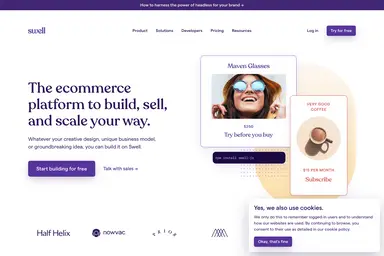 How to harness the power of headless for your brand →
swell
Product Solutions Developers Pricing Resources
Log in
Try for free
The ecommerce
platform to build, sell,
and scale your way.
Whatever your creative design, unique business model,
or groundbreaking idea, you can build it on Swell.
Start building for free
Talk with sales →
Maven Glasses
$250
Try before you buy
npm install swell-js
VERY GOOD
COFFEE
$15 PER MONTH
Subscribe
Half Helix
nowvac
Yes, we also use cookies.
We only do this to remember logged-in users and to understand
how our websites are used. By continuing to browse, you
consent to their use as detailed in our cookie policy.
Okay, that's fine